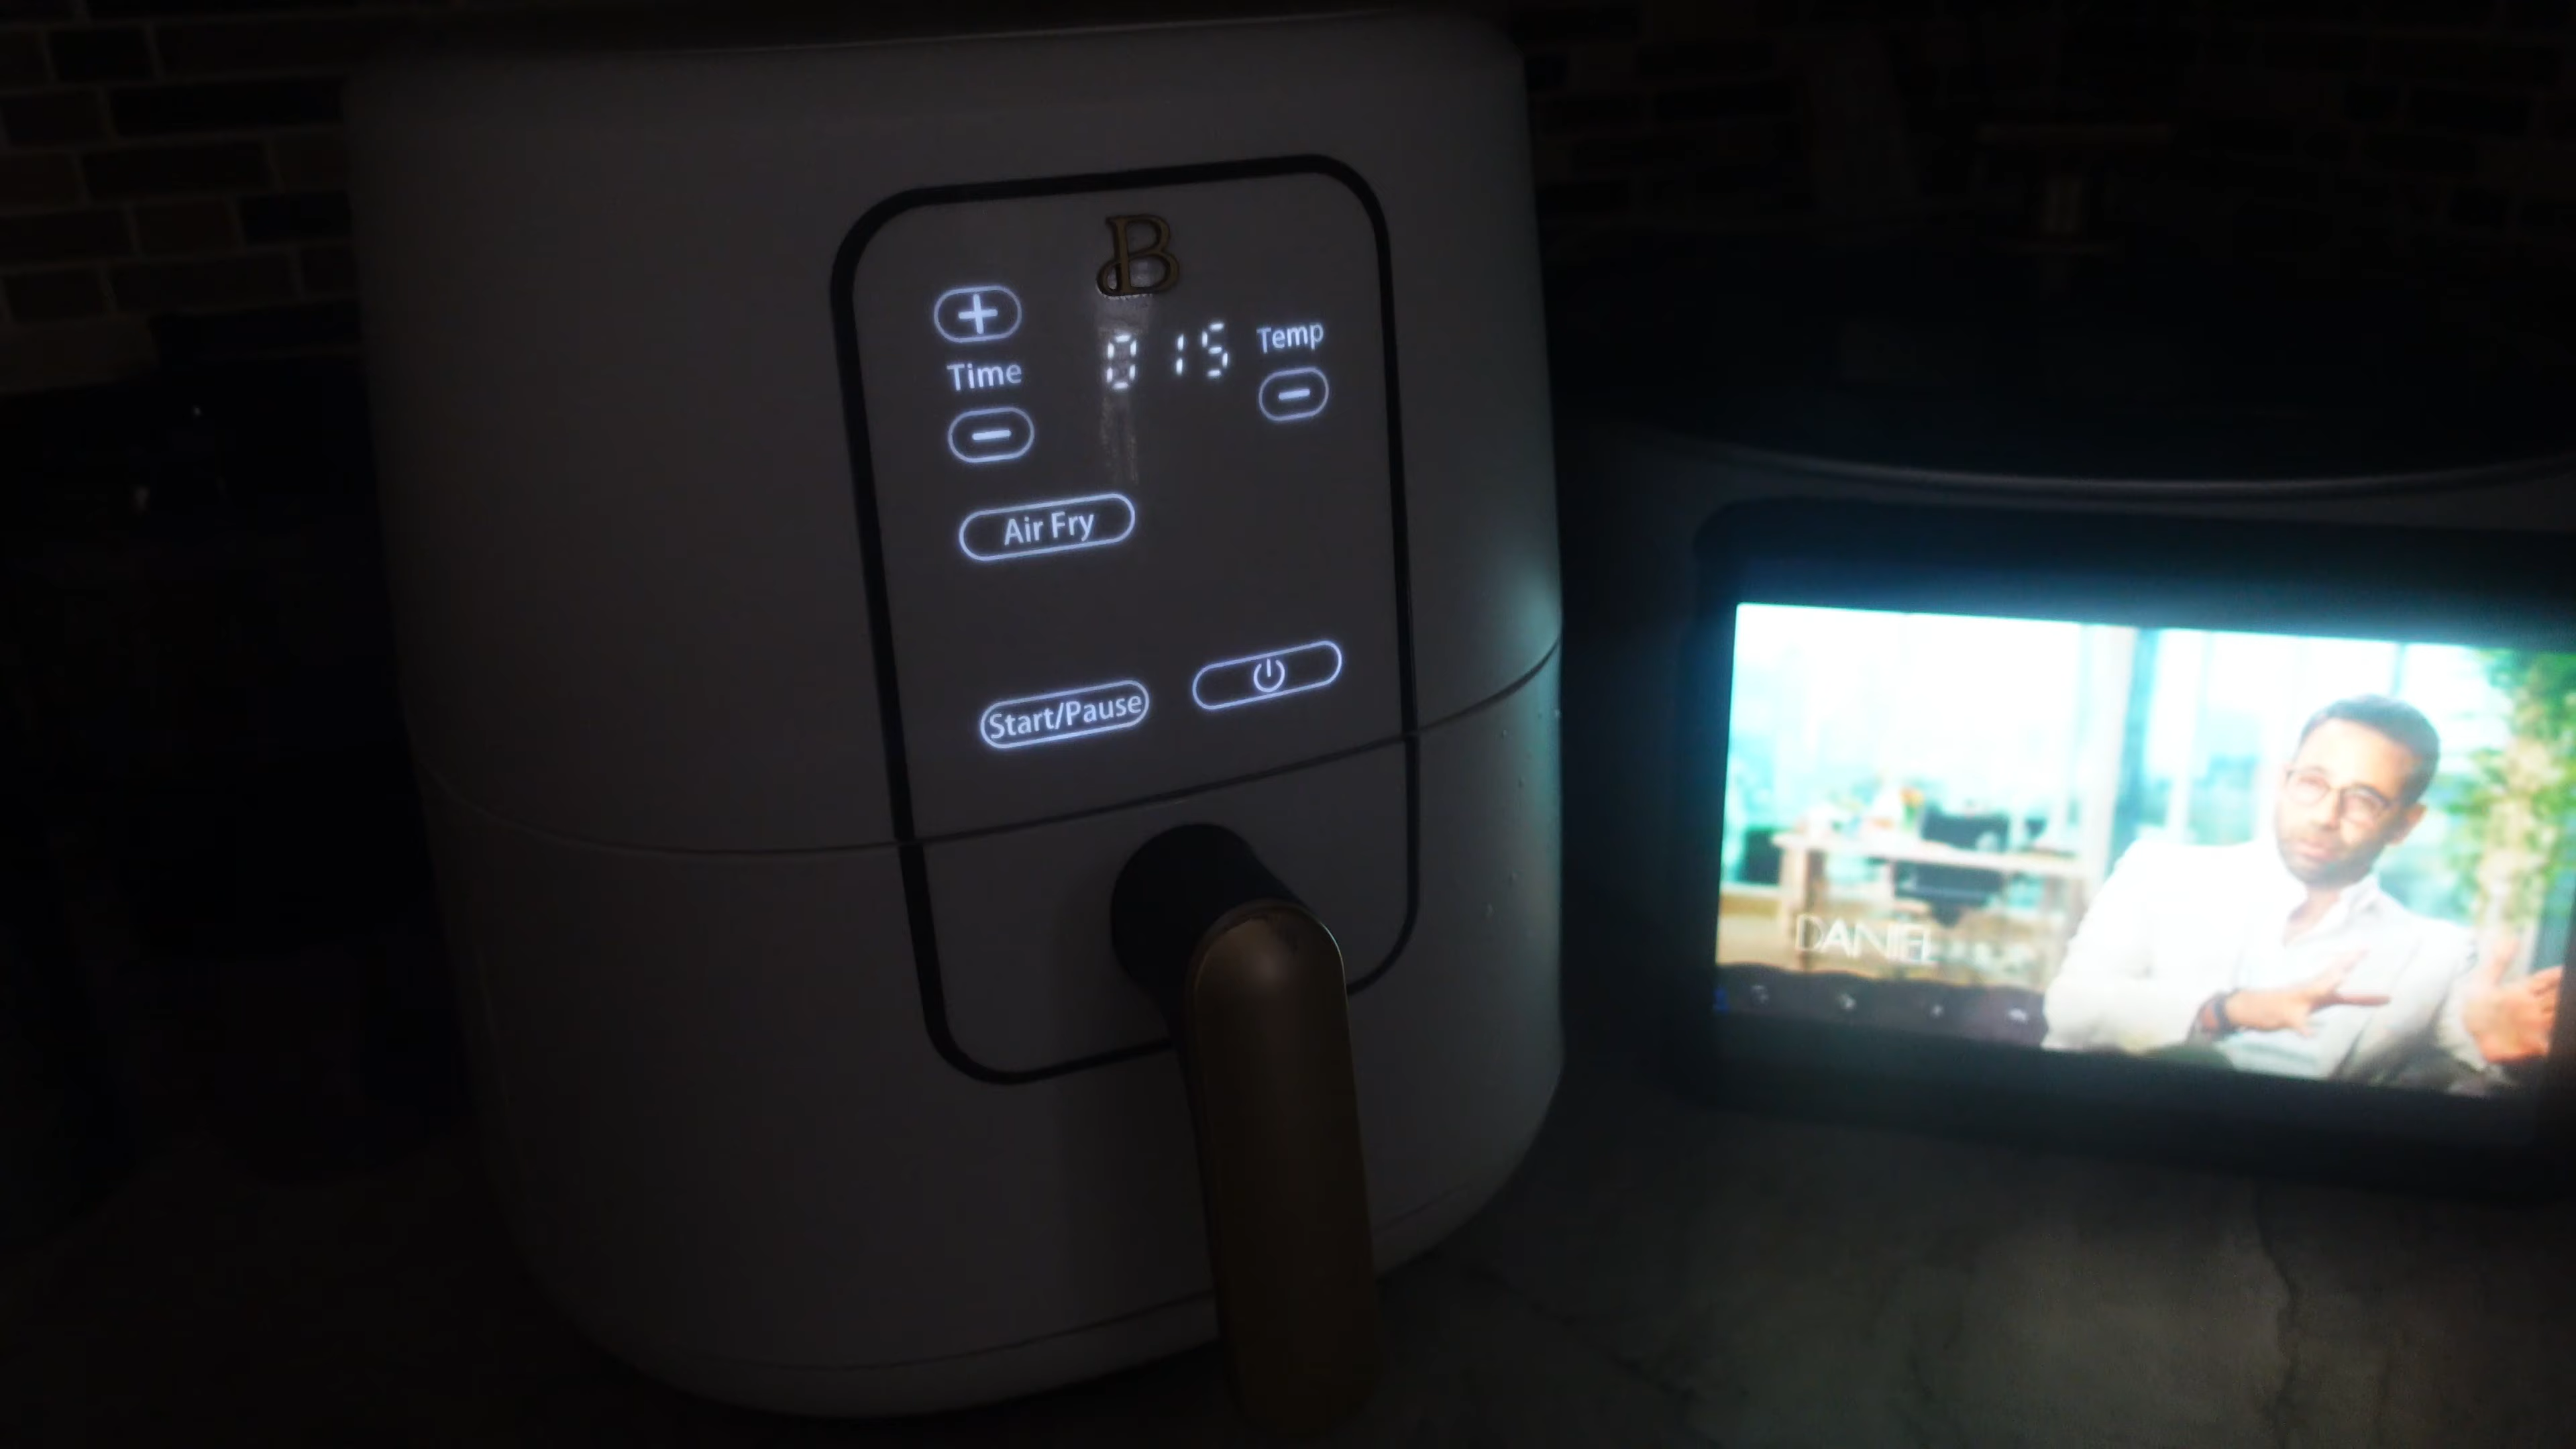 B
+
Time
015
Temp
-
-
Air Fry
Start/Pause
DANIEL